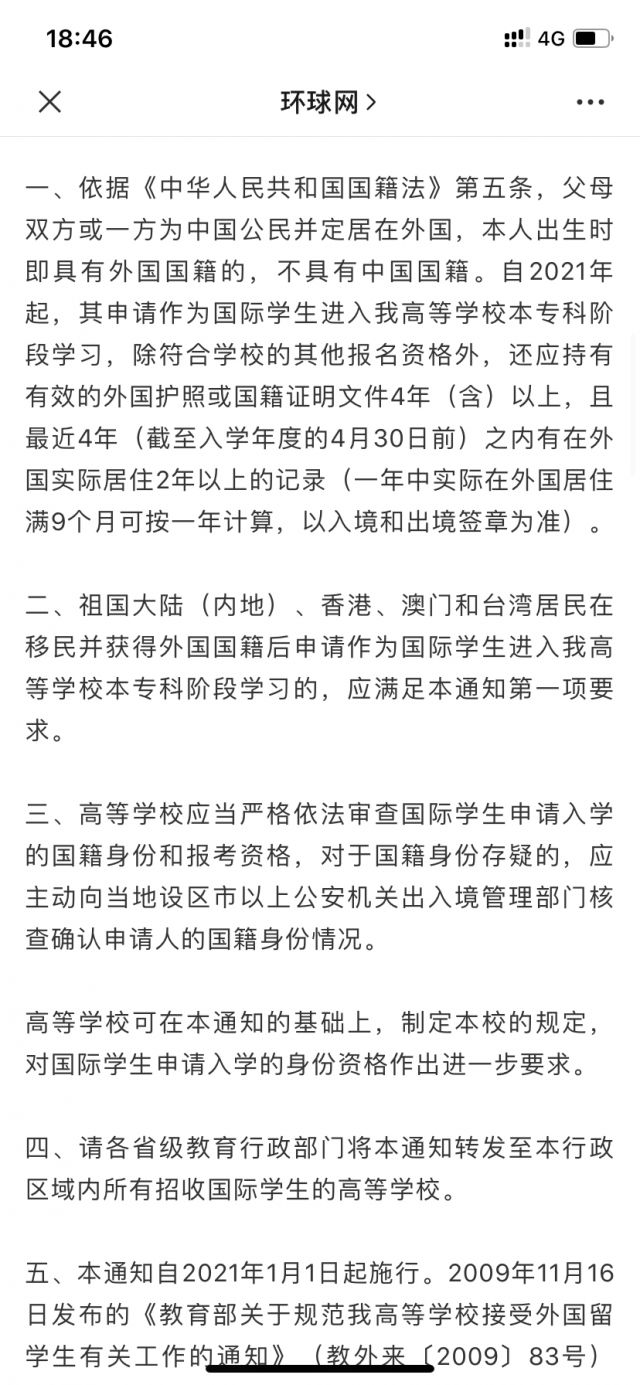 18:46
4G
环球网
一、依据《中华人民共和国国籍法》第五条，父母
双方或一方为中国公民并定居在外国，本人出生时
即具有外国国籍的，不具有中国国籍。自2021年
起，其申请作为国际学生进入我高等学校本专科阶
段学习，除符合学校的其他报名资格外，还应持有
有效的外国护照或国籍证明文件4年（含）以上，且
最近4年（截至入学年度的4月30日前）之内有在外
国实际居住2年以上的记录（一年中实际在外国居住
满9个月可按一年计算，以入境和出境签章为准）。
二、祖国大陆（内地）、香港、澳门和台湾居民在
移民并获得外国国籍后申请作为国际学生进入我高
等学校本专科阶段学习的，应满足本通知第一项要
求。
三、高等学校应当严格依法审查国际学生申请入学
的国籍身份和报考资格，对于国籍身份存疑的，应
主动向当地设区市以上公安机关出入境管理部门核
查确认申请人的国籍身份情况。
高等学校可在本通知的基础上，制定本校的规定，
对国际学生申请入学的身份资格作出进一步要求。
四、请各省级教育行政部门将本通知转发至本行政
区域内所有招收国际学生的高等学校。
五、本通知自2021年1月1日起施行。2009年11月16
日发布的《教育部关于规范我高等学校接受外国留
学生有关工作的通知》（教外来〔2009〕83号）